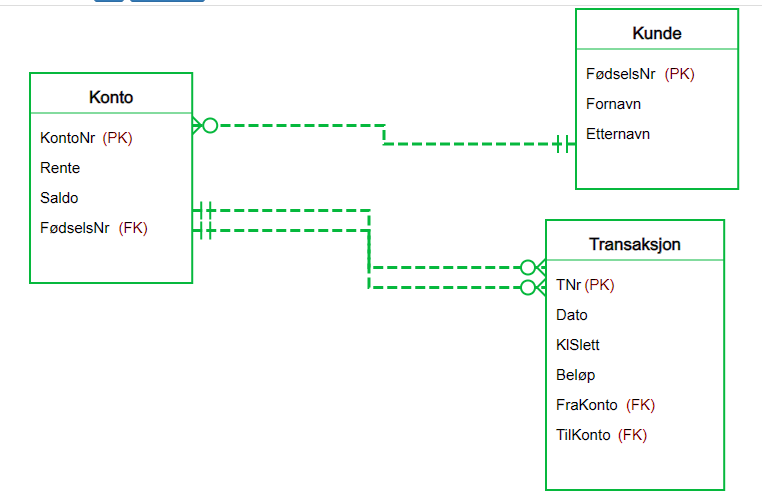 Kunde
FødselsNr (PK)
Fornavn
Etternavn
Konto
KontoNr (PK)
Rente
Saldo
FødselsNr (FK)
Transaksjon
TNr (PK)
Dato
KlSlett
Beløp
FraKonto (FK)
TilKonto (FK)